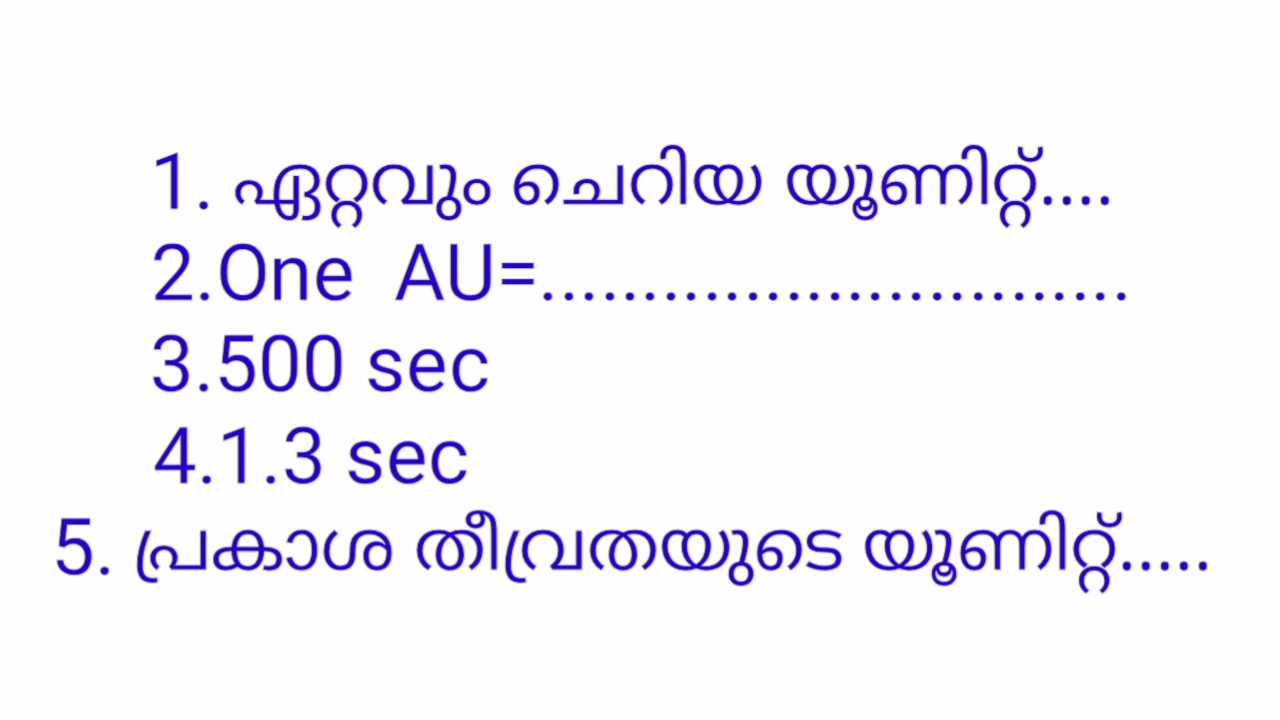 1. ഏറ്റവും ചെറിയ യൂണിറ്റ്....
2.One AU=.............................
3.500 sec
4.1.3 sec
5. പ്രകാശ തീവ്രതയുടെ യൂണിറ്റ്.....